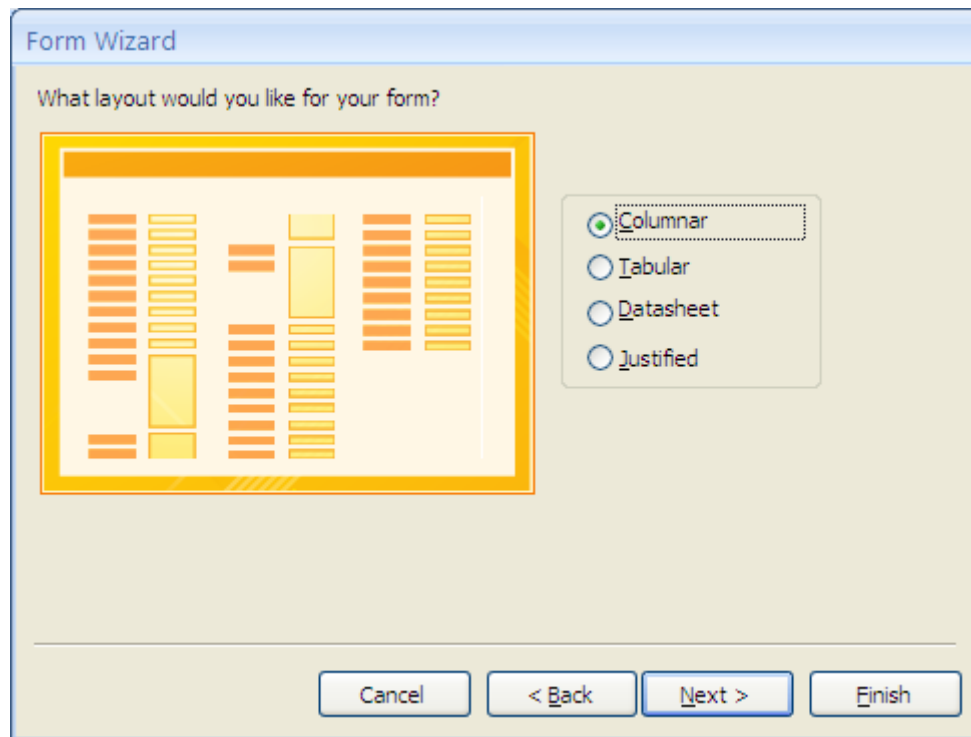 Form Wizard
What layout would you like for your form?
Columnar
Tabular
Datasheet
Justified
Cancel
< Back
Next >
Finish